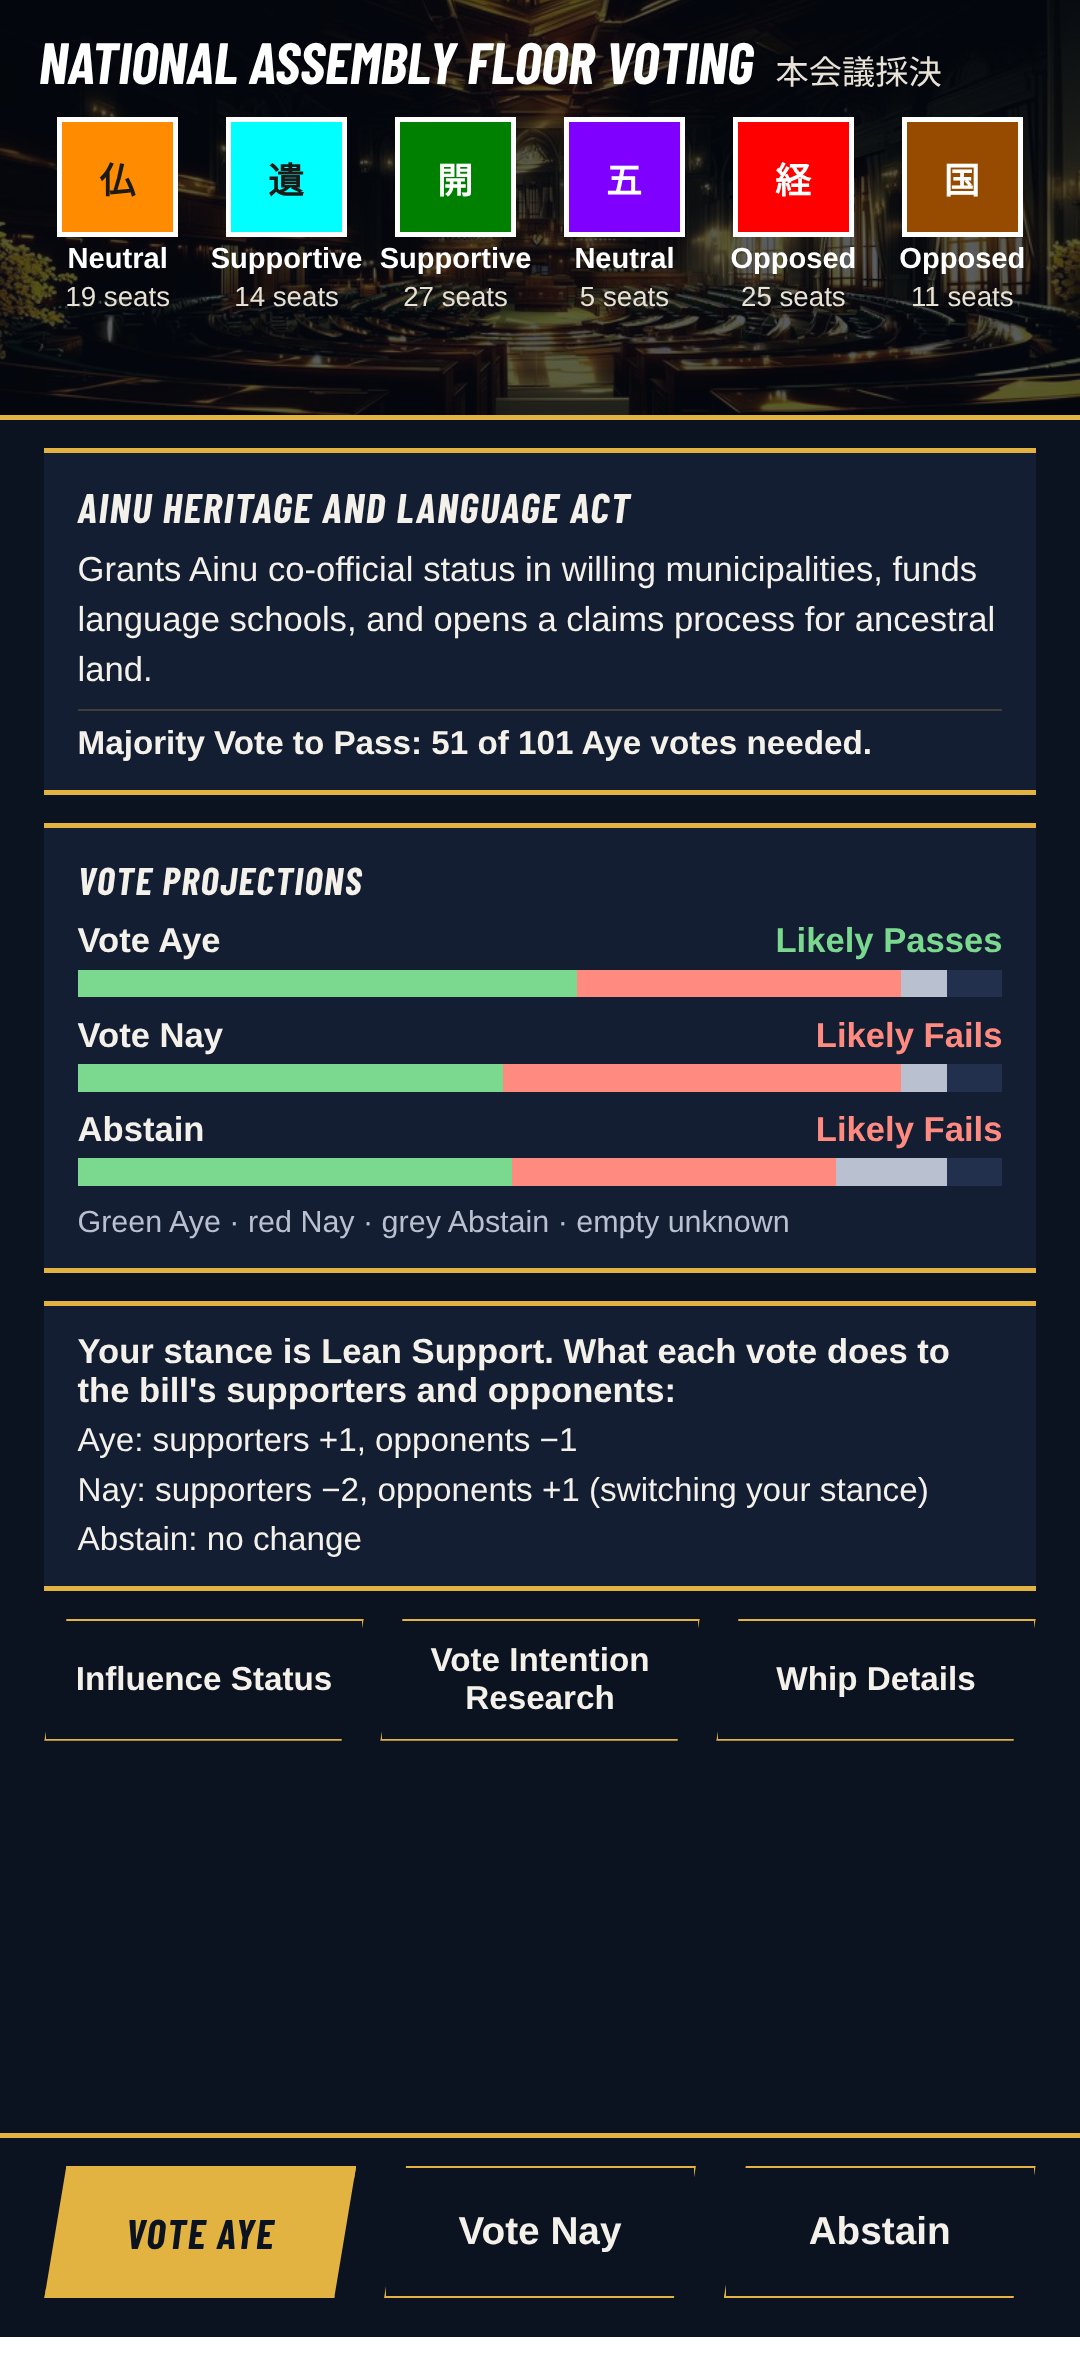 NATIONAL ASSEMBLY FLOOR VOTING 本会議採決
仏 遺 開 五 経 国
Neutral Supportive Supportive Neutral Opposed Opposed
19 seats 14 seats 27 seats 5 seats 25 seats 11 seats
AINU HERITAGE AND LANGUAGE ACT
Grants Ainu co-official status in willing municipalities, funds
language schools, and opens a claims process for ancestral
land.
Majority Vote to Pass: 51 of 101 Aye votes needed.
VOTE PROJECTIONS
Vote Aye Likely Passes
Vote Nay Likely Fails
Abstain Likely Fails
Green Aye · red Nay · grey Abstain · empty unknown
Your stance is Lean Support. What each vote does to
the bill's supporters and opponents:
Aye: supporters +1, opponents −1
Nay: supporters −2, opponents +1 (switching your stance)
Abstain: no change
Influence Status
Vote Intention
Research
Whip Details
VOTE AYE Vote Nay Abstain